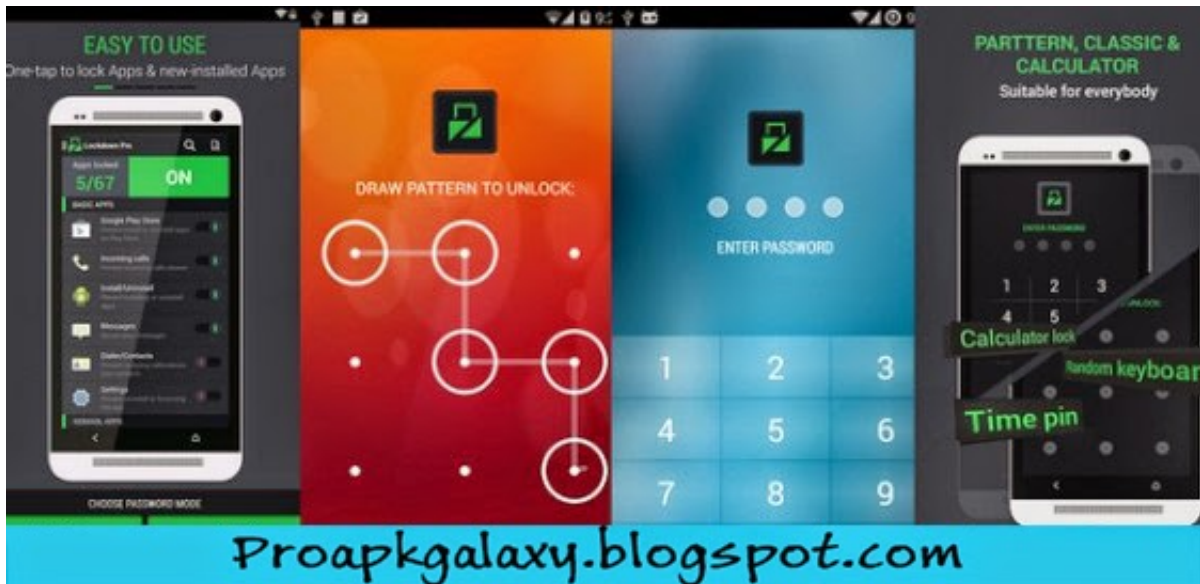 EASY TO USE
One-tap to lock Apps & new-installed Apps
Lockdown Pro
Apps locked
5/67
ON
BASIC APPS
Google Play Store
Incoming calls
Install/Uninstall
Messages
Dialer/Contacts
Settings
CHOOSE PASSWORD MODE
DRAW PATTERN TO UNLOCK:
ENTER PASSWORD
1 2 3
4 5 6
7 8 9
PARTTERN, CLASSIC &
CALCULATOR
Suitable for everybody
ENTER PASSWORD
1 2 3
4 5
Calculator lock
Random keyboar
Time pin
Proapkgalaxy.blogspot.com